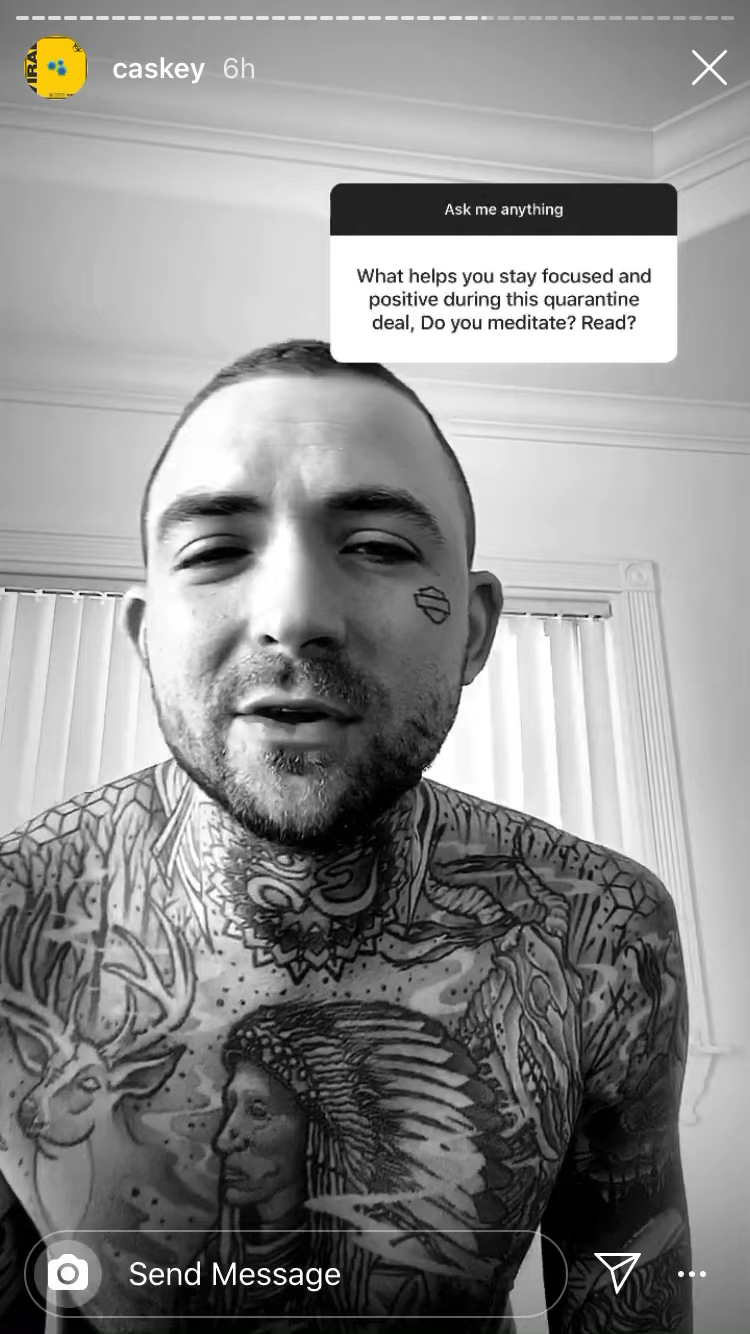 caskey 6h
Ask me anything
What helps you stay focused and
positive during this quarantine
deal, Do you meditate? Read?
Send Message